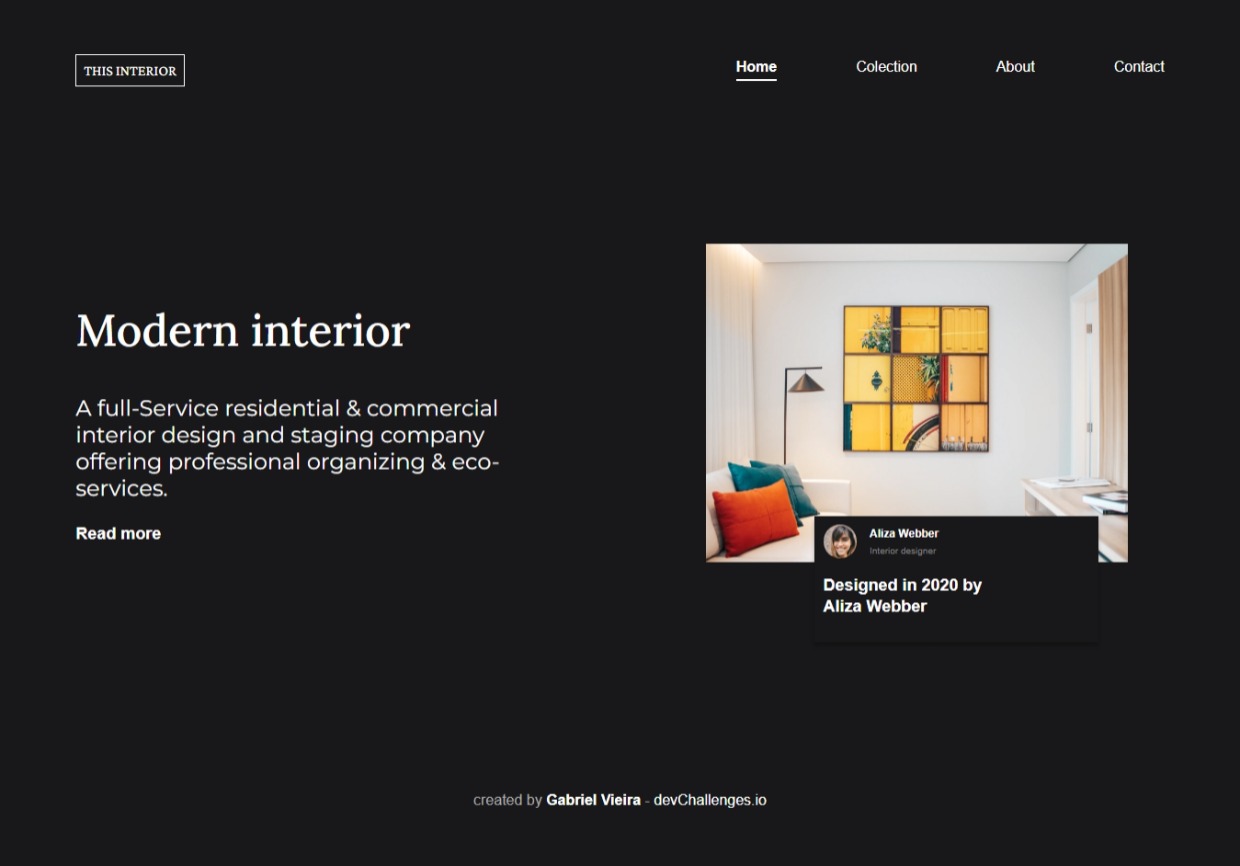 THIS INTERIOR
Home
Colection
About
Contact
Modern interior
A full-Service residential & commercial
interior design and staging company
offering professional organizing & eco-
services.
Read more
Aliza Webber
Interior designer
Designed in 2020 by
Aliza Webber
created by Gabriel Vieira - devChallenges.io